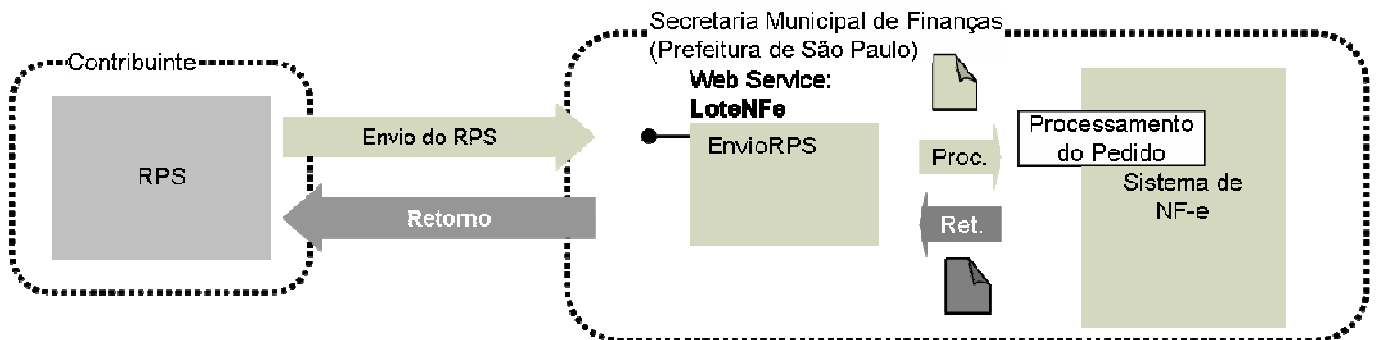 Contribuinte
RPS
Envio do RPS
Retorno
Secretaria Municipal de Finanças
(Prefeitura de São Paulo)
Web Service:
LoteNFe
EnvioRPS
Proc.
Ret.
Processamento
do Pedido
Sistema de
NF-e